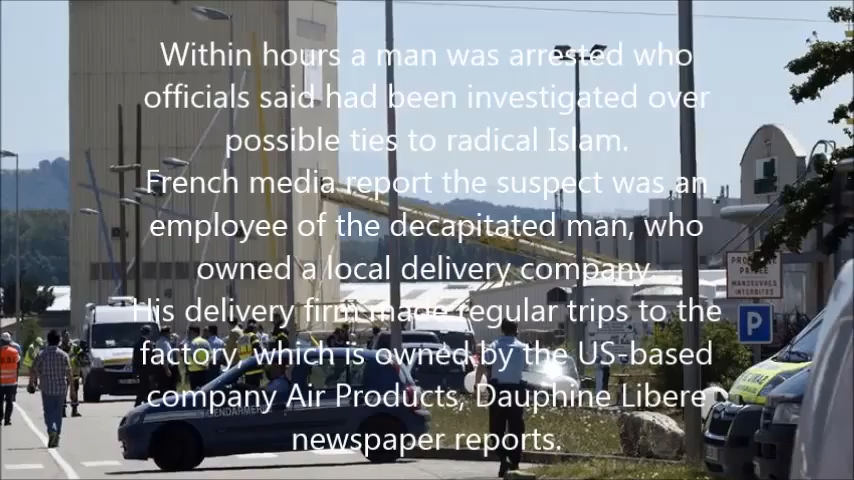 Within hours a man was arrested who
officials said had been investigated over
possible ties to radical Islam.
French media report the suspect was an
employee of the decapitated man, who
owned a local delivery company.
His delivery firm made regular trips to the
factory, which is owned by the US-based
company Air Products, Dauphine Libere
newspaper reports.
PROPRIETE
PRIVEE
MANOEUVRES
INTERDITES
P
GENDARMERIE